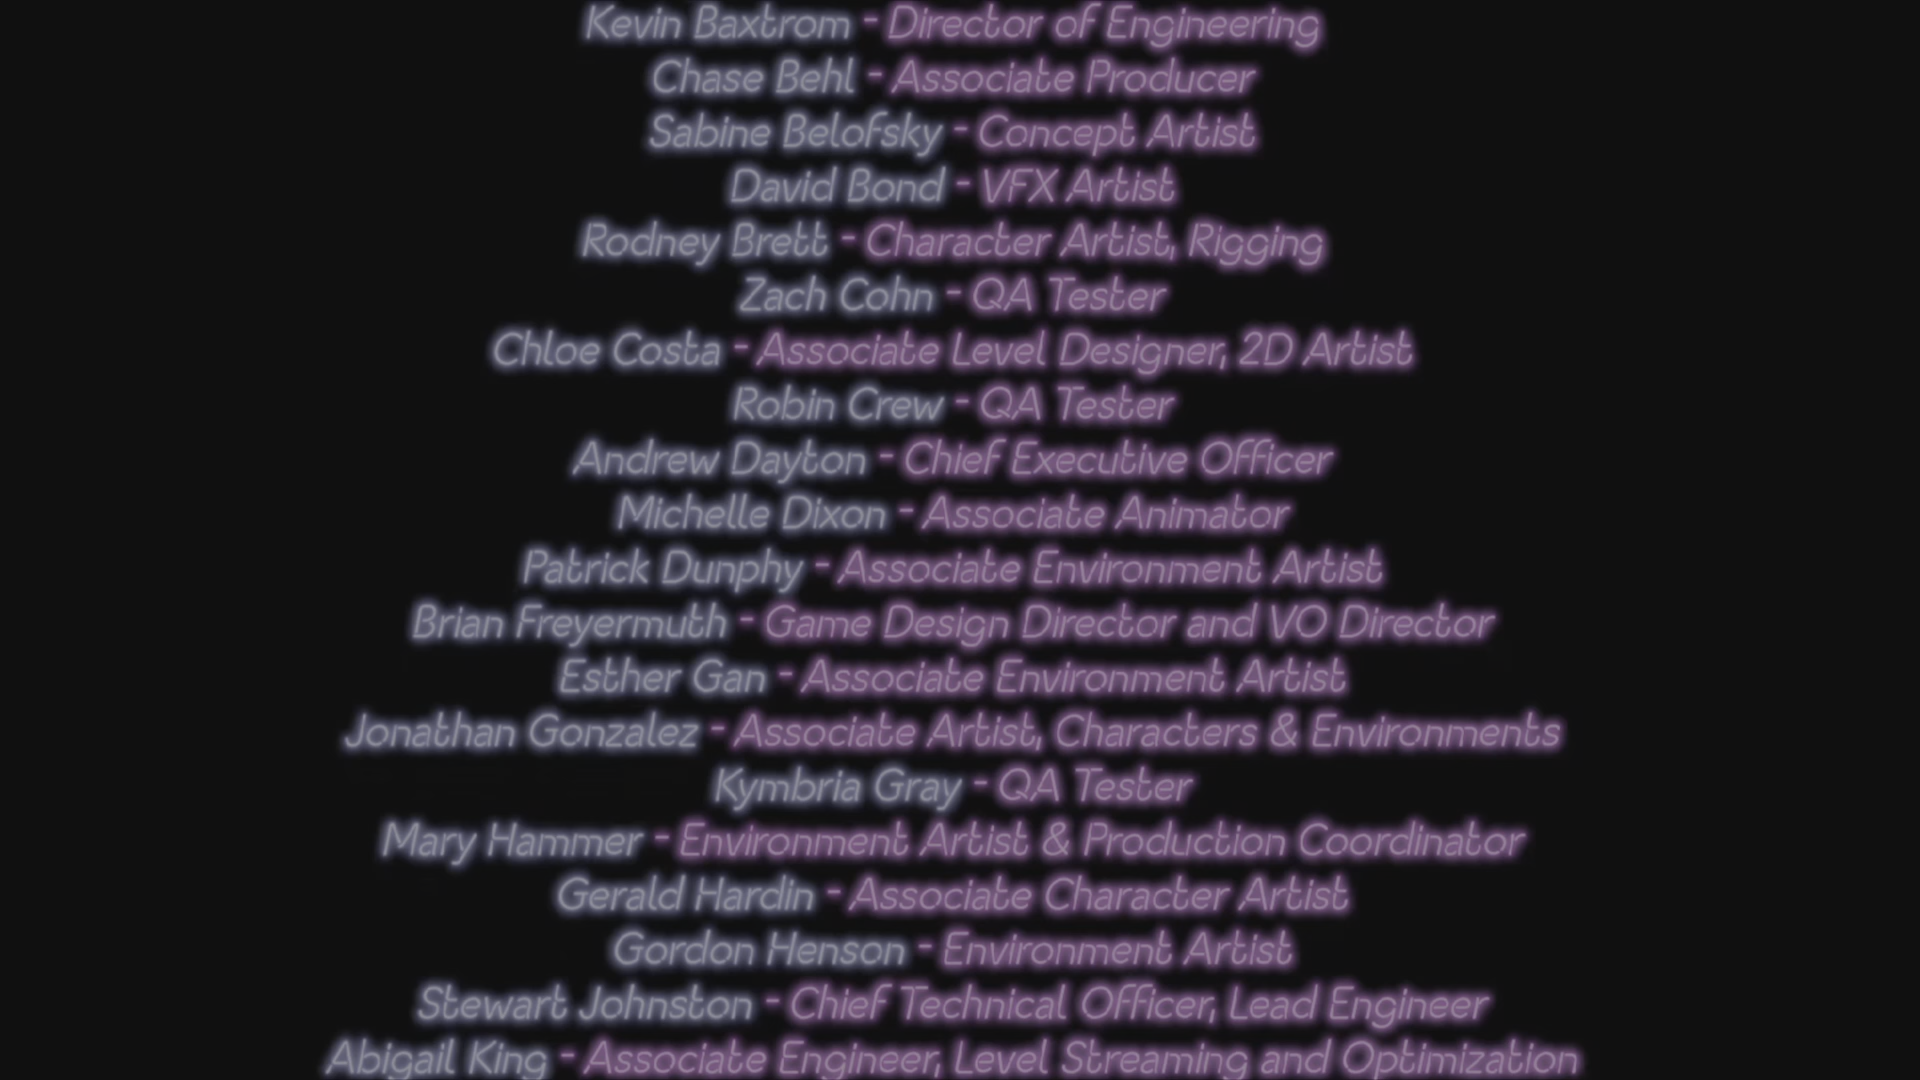 Kevin Baxtrom - Director of Engineering
Chase Behl - Associate Producer
Sabine Belofsky - Concept Artist
David Bond - VFX Artist
Rodney Brett - Character Artist, Rigging
Zach Cohn - QA Tester
Chloe Costa - Associate Level Designer, 2D Artist
Robin Crew - QA Tester
Andrew Dayton - Chief Executive Officer
Michelle Dixon - Associate Animator
Patrick Dunphy - Associate Environment Artist
Brian Freyermuth - Game Design Director and VO Director
Esther Gan - Associate Environment Artist
Jonathan Gonzalez - Associate Artist, Characters & Environments
Kymbria Gray - QA Tester
Mary Hammer - Environment Artist & Production Coordinator
Gerald Hardin - Associate Character Artist
Gordon Henson - Environment Artist
Stewart Johnston - Chief Technical Officer, Lead Engineer
Abigail King - Associate Engineer, Level Streaming and Optimization